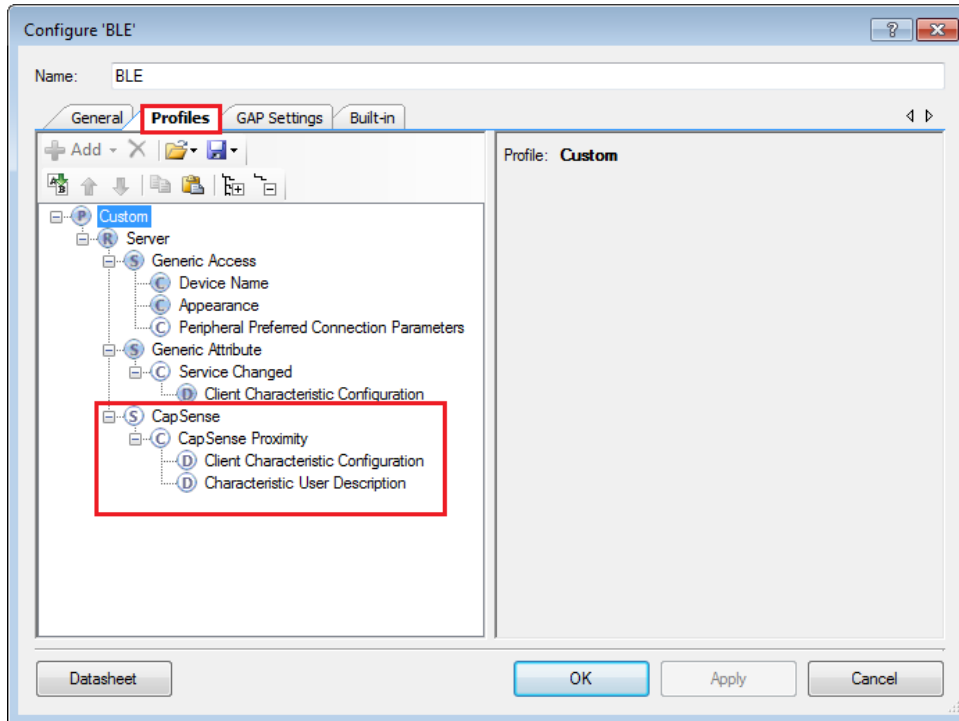 Configure 'BLE'
Name: BLE
General Profiles GAP Settings Built-in
Add
Profile: Custom
P Custom
R Server
S Generic Access
C Device Name
C Appearance
C Peripheral Preferred Connection Parameters
S Generic Attribute
C Service Changed
D Client Characteristic Configuration
S CapSense
C CapSense Proximity
D Client Characteristic Configuration
D Characteristic User Description
Datasheet OK Apply Cancel